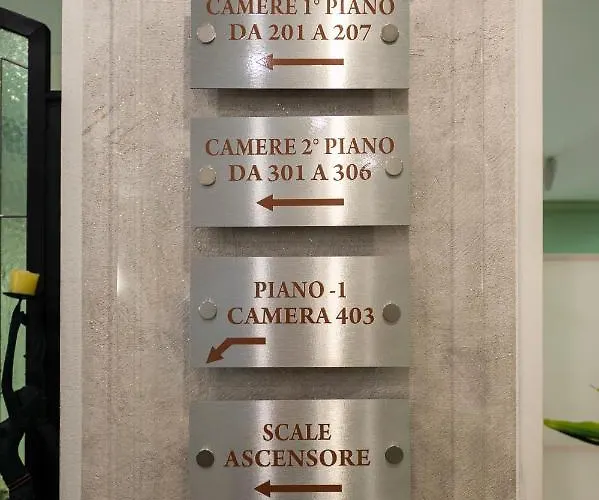 CAMERE 1° PIANO
DA 201 A 207
CAMERE 2° PIANO
DA 301 A 306
PIANO -1
CAMERA 403
SCALE
ASCENSORE